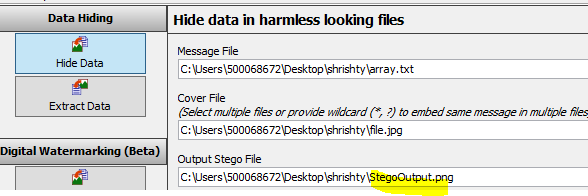 Data Hiding
Hide Data
Extract Data
Digital Watermarking (Beta)
Hide data in harmless looking files
Message File
C:\Users\500068672\Desktop\shrishty\array.txt
Cover File
(Select multiple files or provide wildcard (*, ?) to embed same message in multiple files
C:\Users\500068672\Desktop\shrishty\file.jpg
Output Stego File
C:\Users\500068672\Desktop\shrishty\StegoOutput.png